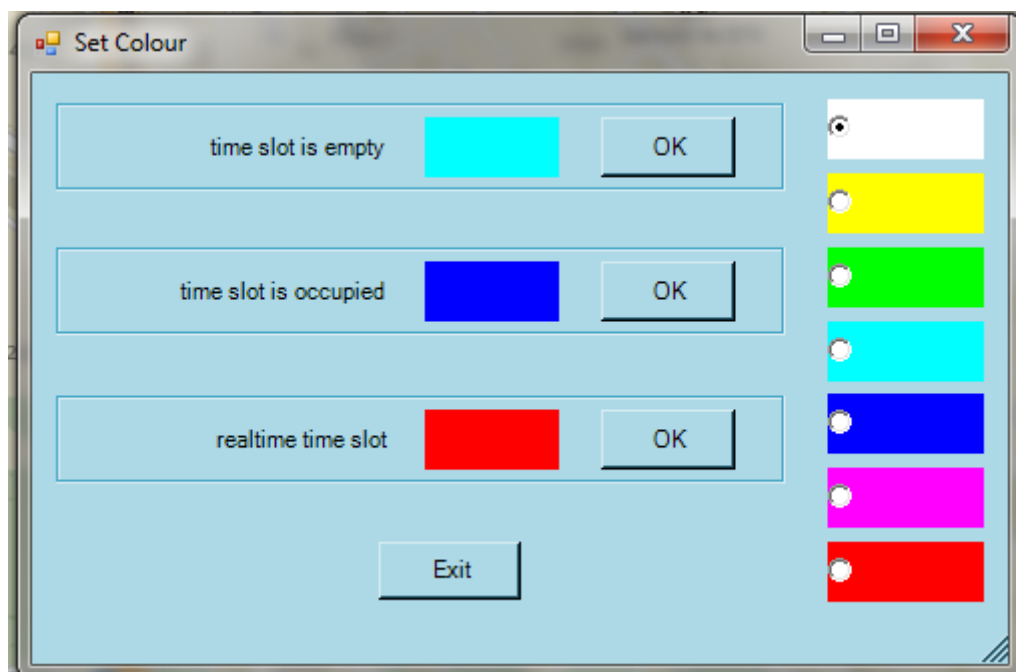 Set Colour
time slot is empty
OK
time slot is occupied
OK
realtime time slot
OK
Exit